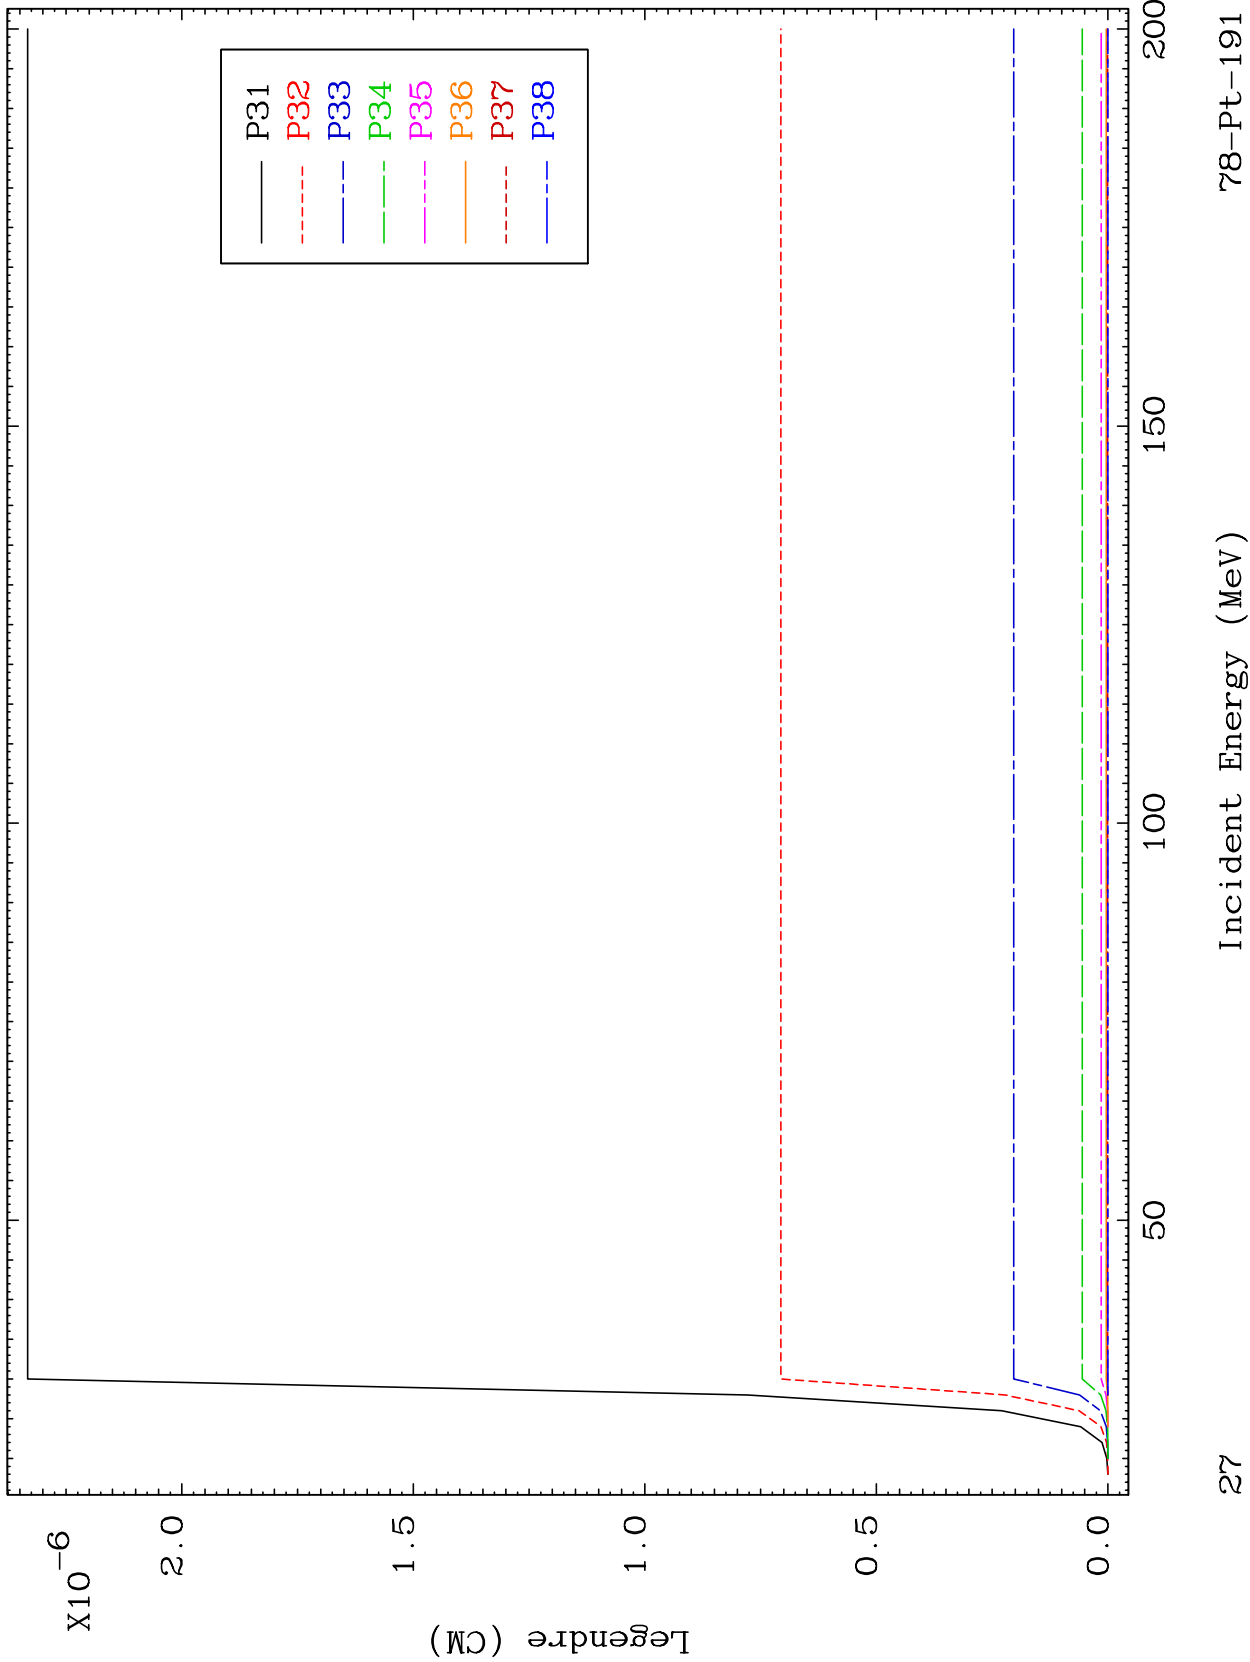 X10-6
2.0
1.5
1.0
0.5
0.0
Legendre (CM)
P31
P32
P33
P34
P35
P36
P37
P38
50
100
150
200
Incident Energy (MeV)
27
78-Pt-191